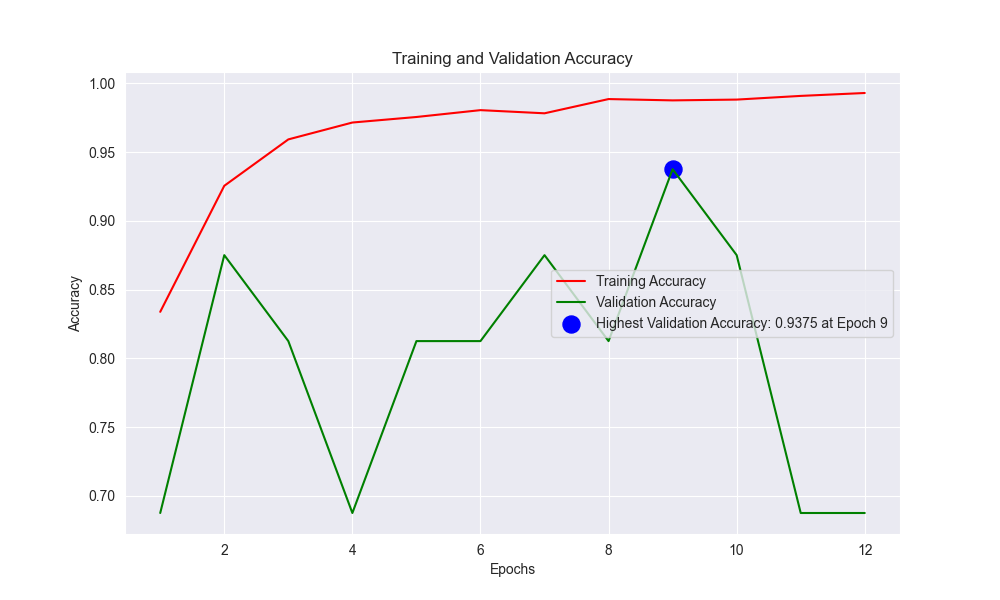 Training and Validation Accuracy
1.00
0.95
0.90
0.85
0.80
0.75
0.70
Accuracy
Training Accuracy
Validation Accuracy
Highest Validation Accuracy: 0.9375 at Epoch 9
2 4 6 8 10 12
Epochs